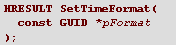 HRESULT SetTimeFormat(
const GUID *pFormat
);